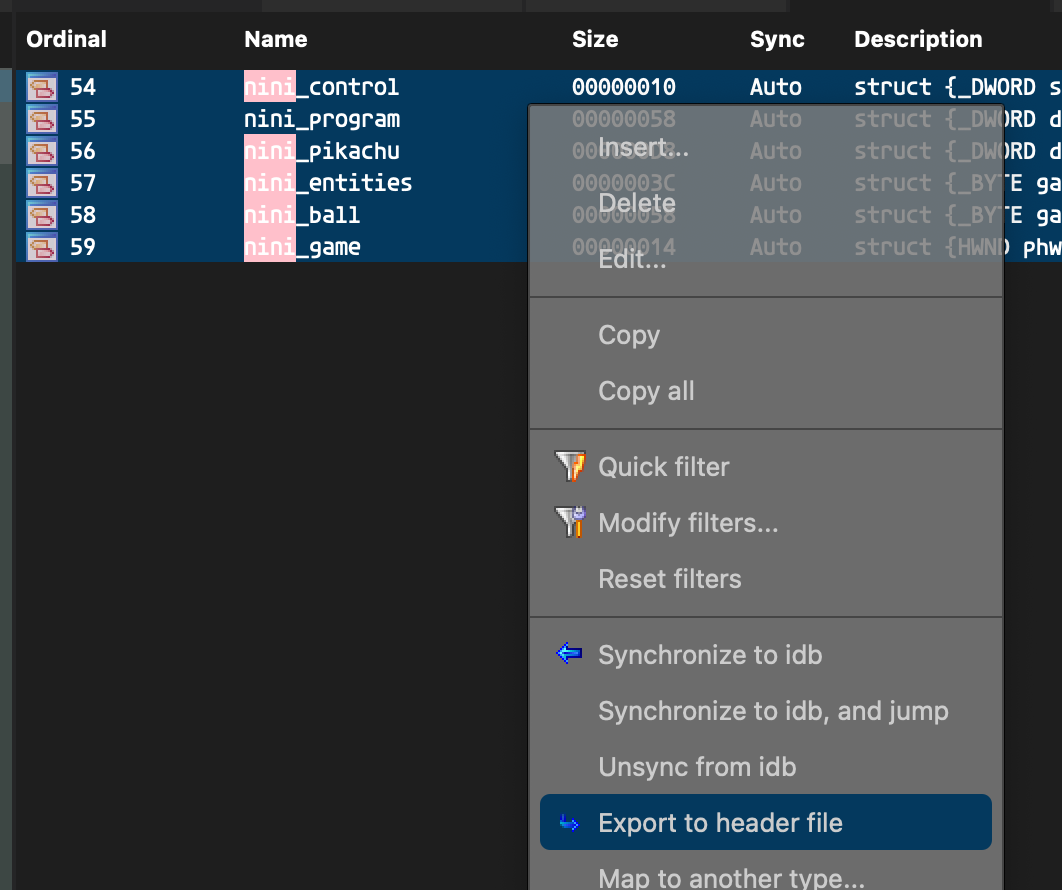 Ordinal Name Size Sync Description
54 nini_control 00000010 Auto struct {_DWORD s
55 nini_program 00000058 Auto struct {_DWORD d
56 nini_pikachu Auto struct {_DWORD d
57 nini_entities 0000003C Auto struct {_BYTE ga
58 nini_ball 00000058 Auto struct {_BYTE ga
59 nini_game 00000014 Auto struct {HWND phw
Insert...
Delete
Edit...
Copy
Copy all
Quick filter
Modify filters...
Reset filters
Synchronize to idb
Synchronize to idb, and jump
Unsync from idb
Export to header file
Map to another type...